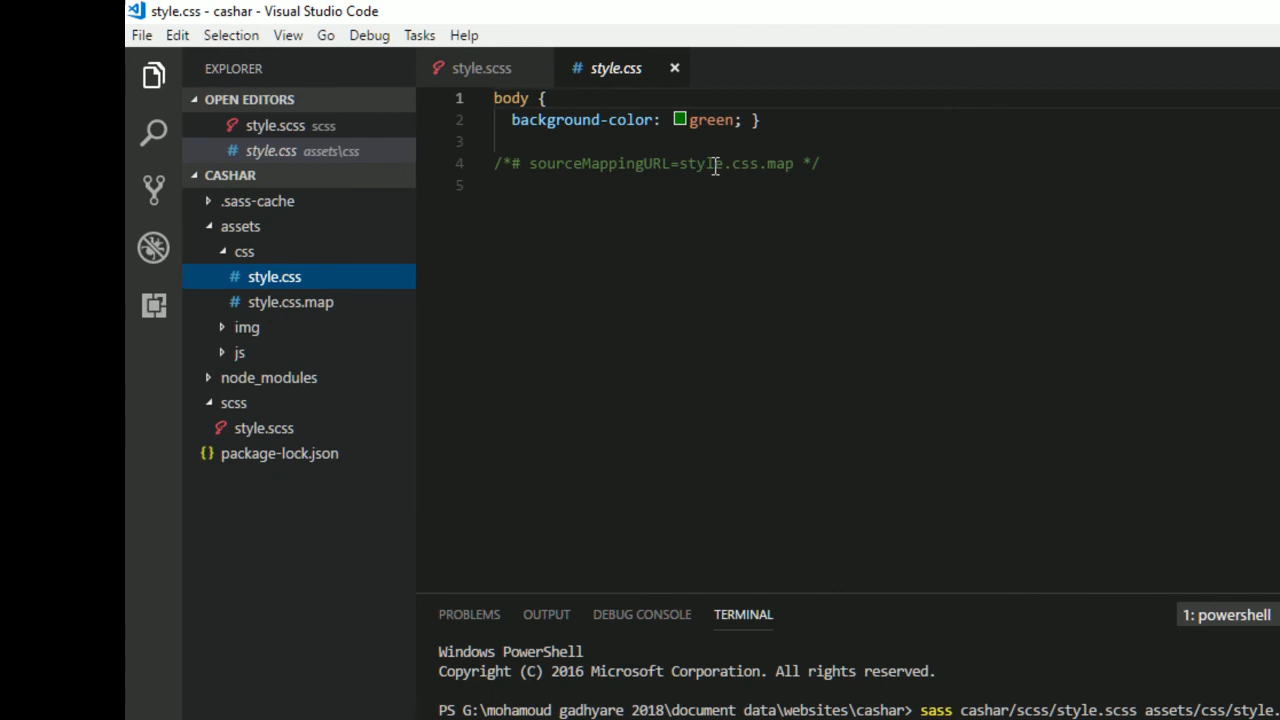 style.css - cashar - Visual Studio Code
File Edit Selection View Go Debug Tasks Help
EXPLORER
OPEN EDITORS
style.scss scss
style.css assets\css
CASHAR
.sass-cache
assets
css
style.css
style.css.map
img
js
node_modules
scss
style.scss
package-lock.json
style.scss style.css
1 body {
2 background-color: green; }
3
4 /*# sourceMappingURL=style.css.map */
5
PROBLEMS OUTPUT DEBUG CONSOLE TERMINAL 1: powershell
Windows PowerShell
Copyright (C) 2016 Microsoft Corporation. All rights reserved.
PS G:\mohamoud gadhyare 2018\document data\websites\cashar> sass cashar/scss/style.scss assets/css/style.